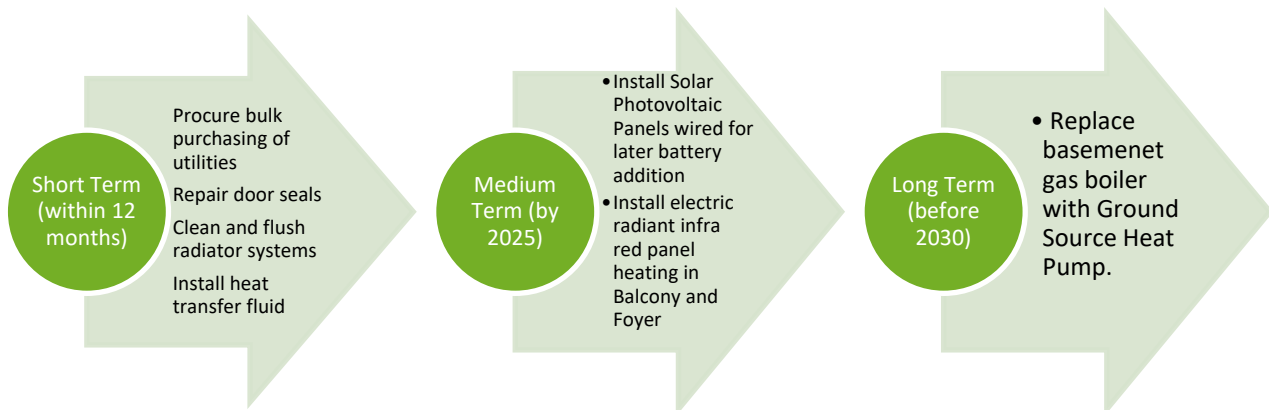 Short Term
(within 12
months)
Procure bulk
purchasing of
utilities
Repair door seals
Clean and flush
radiator systems
Install heat
transfer fluid
Medium
Term (by
2025)
•Install Solar
Photovoltaic
Panels wired for
later battery
addition
•Install electric
radiant infra
red panel
heating in
Balcony and
Foyer
Long Term
(before
2030)
• Replace
basemenet
gas boiler
with Ground
Source Heat
Pump.